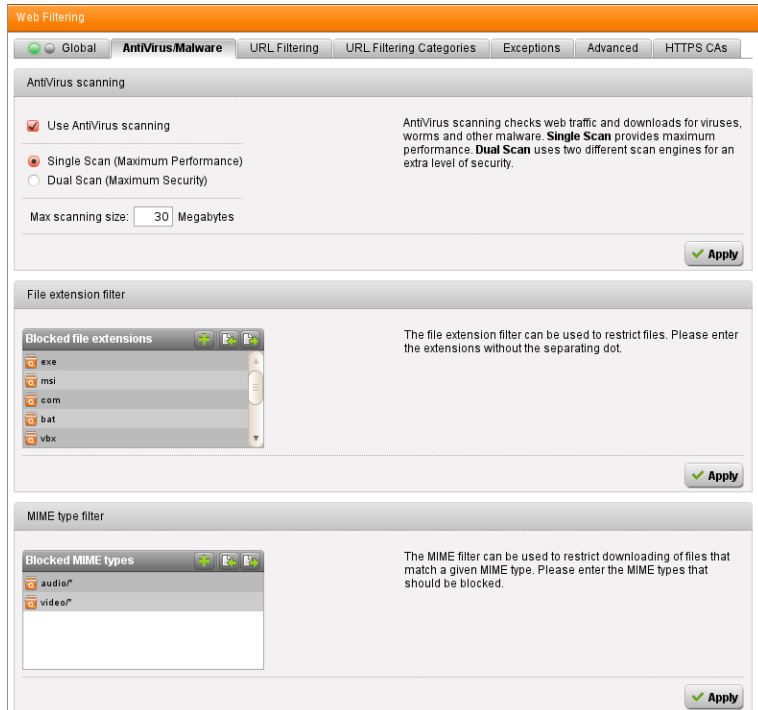 Web Filtering
Global AntiVirus/Malware URL Filtering URL Filtering Categories Exceptions Advanced HTTPS CAs
AntiVirus scanning
Use AntiVirus scanning
Single Scan (Maximum Performance)
Dual Scan (Maximum Security)
Max scanning size: 30 Megabytes
AntiVirus scanning checks web traffic and downloads for viruses,
worms and other malware. Single Scan provides maximum
performance. Dual Scan uses two different scan engines for an
extra level of security.
Apply
File extension filter
Blocked file extensions
exe
msi
com
bat
vbx
The file extension filter can be used to restrict files. Please enter
the extensions without the separating dot.
Apply
MIME type filter
Blocked MIME types
audio/*
video/*
The MIME filter can be used to restrict downloading of files that
match a given MIME type. Please enter the MIME types that
should be blocked.
Apply